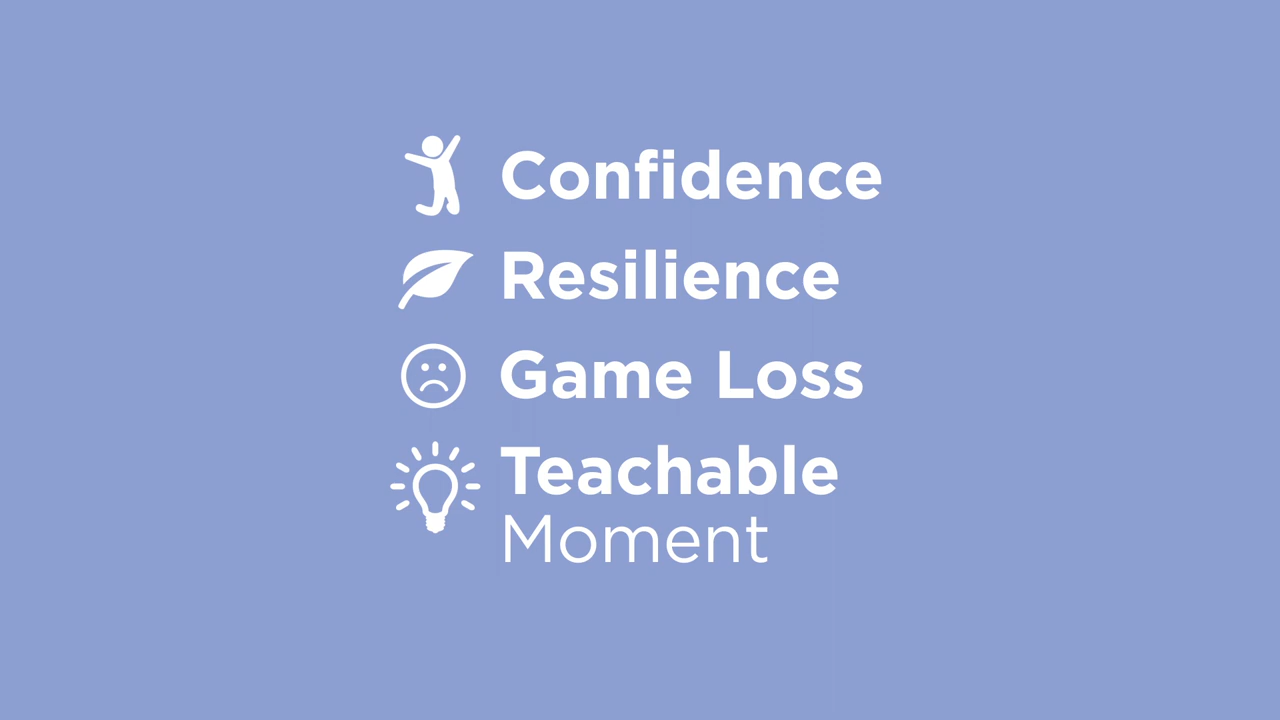 Confidence
Resilience
Game Loss
Teachable
Moment